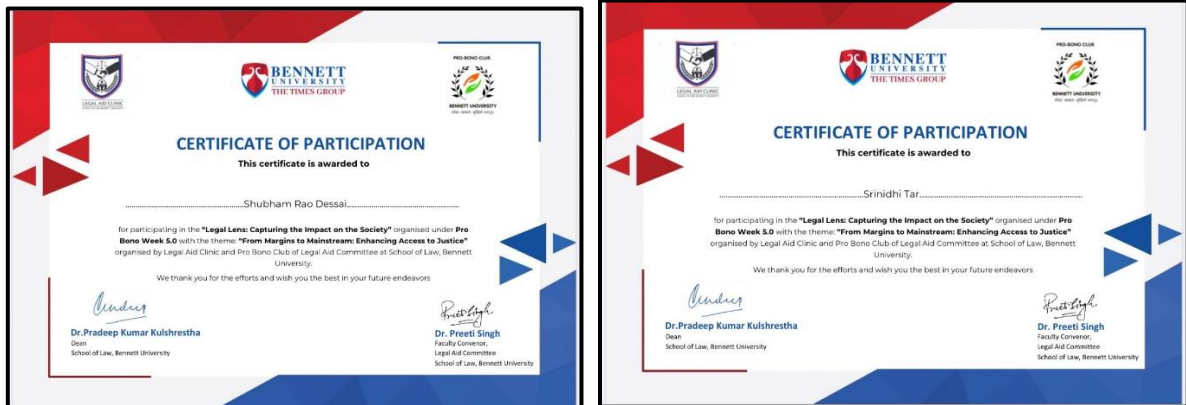 LEGAL AID CLINIC
BENNETT
UNIVERSITY
THE TIMES GROUP
PRO-BONO CLUB
BENNETT UNIVERSITY
CERTIFICATE OF PARTICIPATION
This certificate is awarded to
...Shubham Rao Dessai...
for participating in the "Legal Lens: Capturing the Impact on the Society" organised under Pro
Bono Week 5.0 with the theme: "From Margins to Mainstream: Enhancing Access to Justice"
organised by Legal Aid Clinic and Pro Bono Club of Legal Aid Committee at School of Law, Bennett
University.
We thank you for the efforts and wish you the best in your future endeavors
Preeti Singh
Dr.Pradeep Kumar Kulshrestha
Dean
School of Law, Bennett University
Dr. Preeti Singh
Faculty Convenor,
Legal Aid Committee
School of Law, Bennett University
LEGAL AID CLINIC
BENNETT
UNIVERSITY
THE TIMES GROUP
PRO-BONO CLUB
BENNETT UNIVERSITY
CERTIFICATE OF PARTICIPATION
This certificate is awarded to
...Srinidhi Tar...
for participating in the "Legal Lens: Capturing the Impact on the Society" organised under Pro
Bono Week 5.0 with the theme: "From Margins to Mainstream: Enhancing Access to Justice"
organised by Legal Aid Clinic and Pro Bono Club of Legal Aid Committee at School of Law, Bennett
University.
We thank you for the efforts and wish you the best in your future endeavors
Preeti Singh
Dr.Pradeep Kumar Kulshrestha
Dean
School of Law, Bennett University
Dr. Preeti Singh
Faculty Convenor,
Legal Aid Committee
School of Law, Bennett University